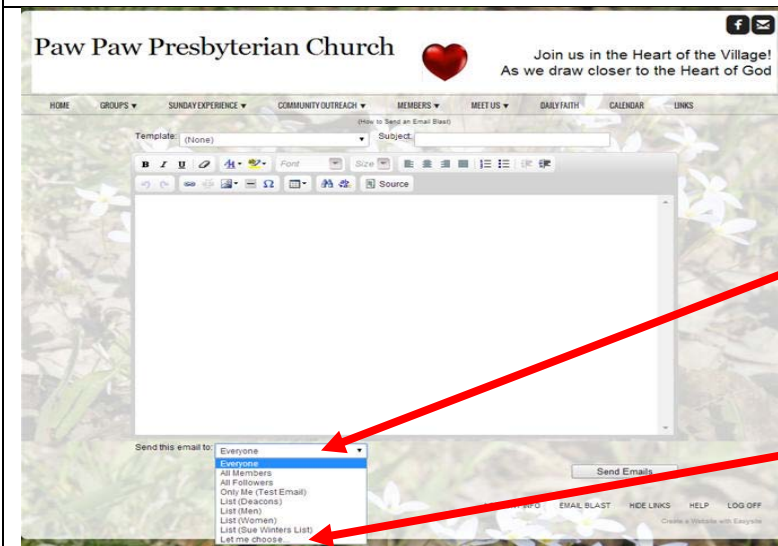 Paw Paw Presbyterian Church
Join us in the Heart of the Village!
As we draw closer to the Heart of God
HOME GROUPS SUNDAY EXPERIENCE COMMUNITY OUTREACH MEMBERS MEET US DAILY FAITH CALENDAR LINKS
(How to Send an Email Blast)
Template: (None) Subject:
B I U A Font Size
Ω Source
Send this email to: Everyone
Everyone
All Members
All Followers
Only Me (Test Email)
List (Deacons)
List (Men)
List (Women)
List (Sue Winters List)
Let me choose...
Send Emails
INFO EMAIL BLAST HIDE LINKS HELP LOG OFF
Create a Website with Easysite